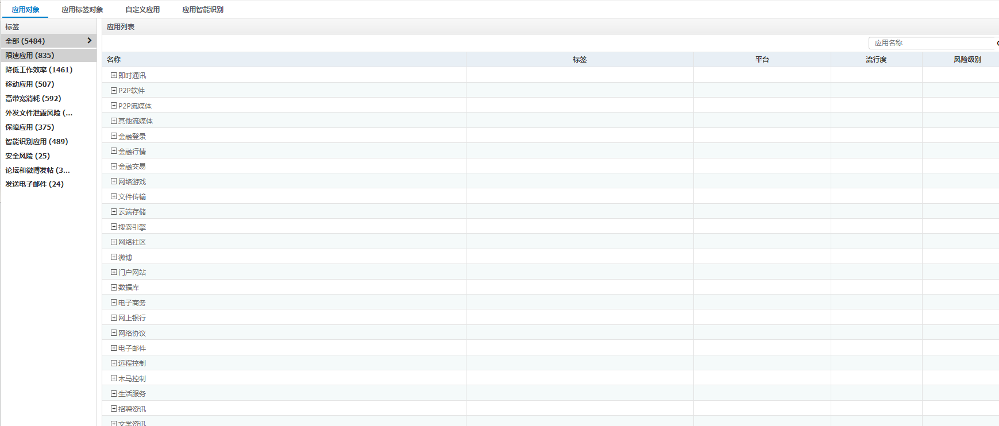 应用对象 应用标签对象 自定义应用 应用智能识别
标签
全部 (5484)
限速应用 (835)
降低工作效率 (1461)
移动应用 (507)
高带宽消耗 (592)
外发文件泄露风险 (...
保障应用 (375)
智能识别应用 (489)
安全风险 (25)
论坛和微博发帖 (3...
发送电子邮件 (24)
应用列表
应用名称
名称 标签 平台 流行度 风险级别
即时通讯
P2P软件
P2P流媒体
其他流媒体
金融登录
金融行情
金融交易
网络游戏
文件传输
云端存储
搜索引擎
网络社区
微博
门户网站
数据库
电子商务
网上银行
网络协议
电子邮件
远程控制
木马控制
生活服务
招聘资讯
文学资讯